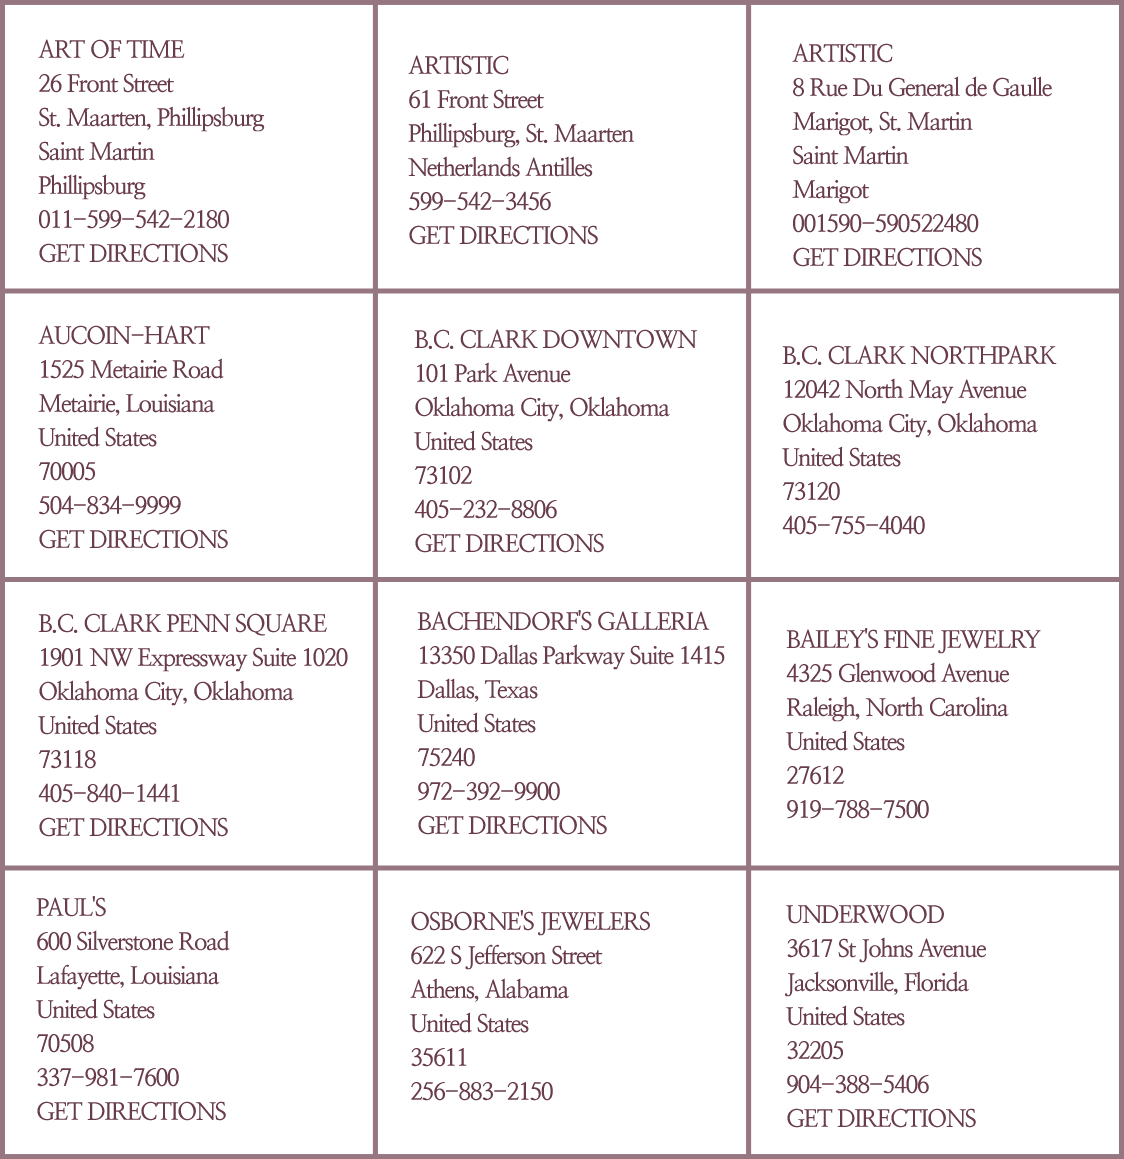 ART OF TIME
26 Front Street
St. Maarten, Phillipsburg
Saint Martin
Phillipsburg
011-599-542-2180
GET DIRECTIONS
ARTISTIC
61 Front Street
Phillipsburg, St. Maarten
Netherlands Antilles
599-542-3456
GET DIRECTIONS
ARTISTIC
8 Rue Du General de Gaulle
Marigot, St. Martin
Saint Martin
Marigot
001590-590522480
GET DIRECTIONS
AUCOIN-HART
1525 Metairie Road
Metairie, Louisiana
United States
70005
504-834-9999
GET DIRECTIONS
B.C. CLARK DOWNTOWN
101 Park Avenue
Oklahoma City, Oklahoma
United States
73102
405-232-8806
GET DIRECTIONS
B.C. CLARK NORTHPARK
12042 North May Avenue
Oklahoma City, Oklahoma
United States
73120
405-755-4040
B.C. CLARK PENN SQUARE
1901 NW Expressway Suite 1020
Oklahoma City, Oklahoma
United States
73118
405-840-1441
GET DIRECTIONS
BACHENDORF'S GALLERIA
13350 Dallas Parkway Suite 1415
Dallas, Texas
United States
75240
972-392-9900
GET DIRECTIONS
BAILEY'S FINE JEWELRY
4325 Glenwood Avenue
Raleigh, North Carolina
United States
27612
919-788-7500
PAUL'S
600 Silverstone Road
Lafayette, Louisiana
United States
70508
337-981-7600
GET DIRECTIONS
OSBORNE'S JEWELERS
622 S Jefferson Street
Athens, Alabama
United States
35611
256-883-2150
UNDERWOOD
3617 St Johns Avenue
Jacksonville, Florida
United States
32205
904-388-5406
GET DIRECTIONS